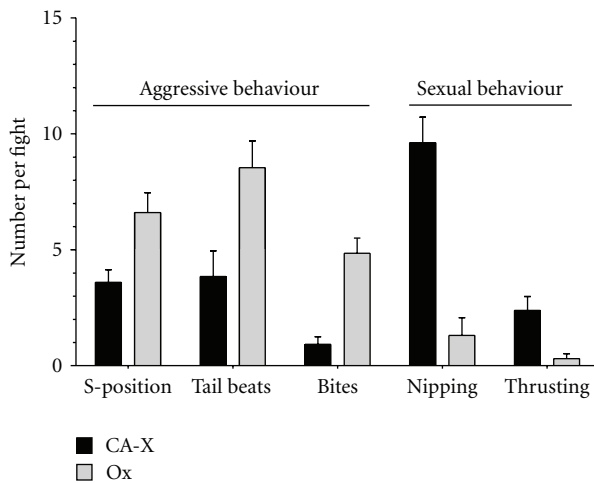 15
Aggressive behaviour Sexual behaviour
10
Number per fight
5
0
S-position Tail beats Bites Nipping Thrusting
CA-X
Ox